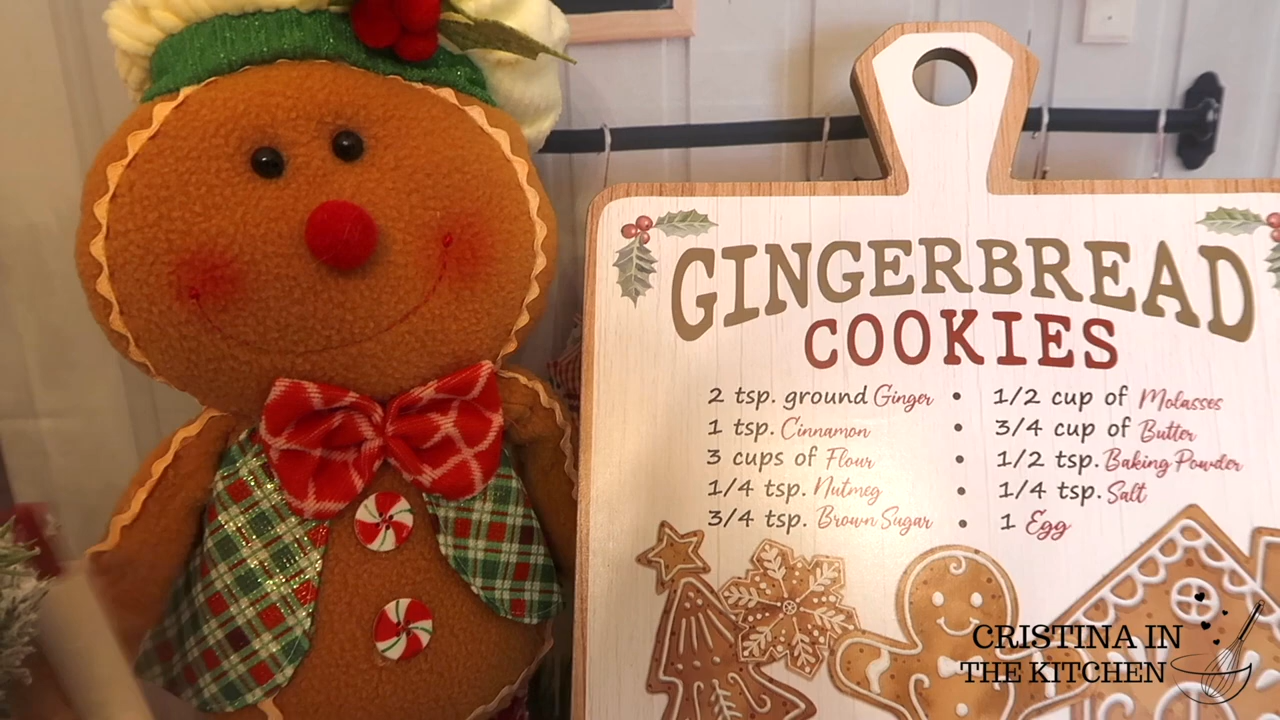 GINGERBREAD
COOKIES
2 tsp. ground Ginger • 1/2 cup of Molasses
1 tsp. Cinnamon • 3/4 cup of Butter
3 cups of Flour • 1/2 tsp. Baking Powder
1/4 tsp. Nutmeg • 1/4 tsp. Salt
3/4 tsp. Brown Sugar • 1 Egg
CRISTINA IN
THE KITCHEN